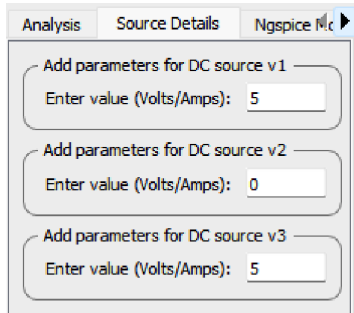 Analysis Source Details Ngspice
Add parameters for DC source v1
Enter value (Volts/Amps): 5
Add parameters for DC source v2
Enter value (Volts/Amps): 0
Add parameters for DC source v3
Enter value (Volts/Amps): 5